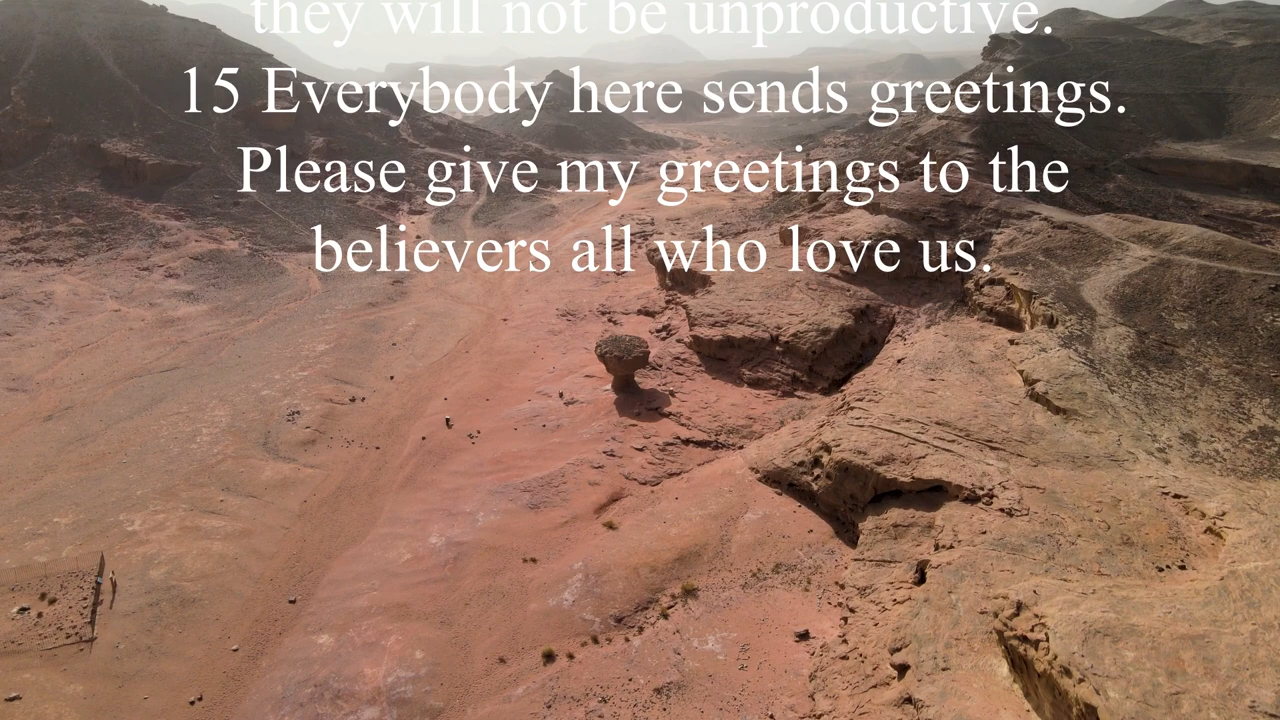 they will not be unproductive.
15 Everybody here sends greetings.
Please give my greetings to the
believers all who love us.